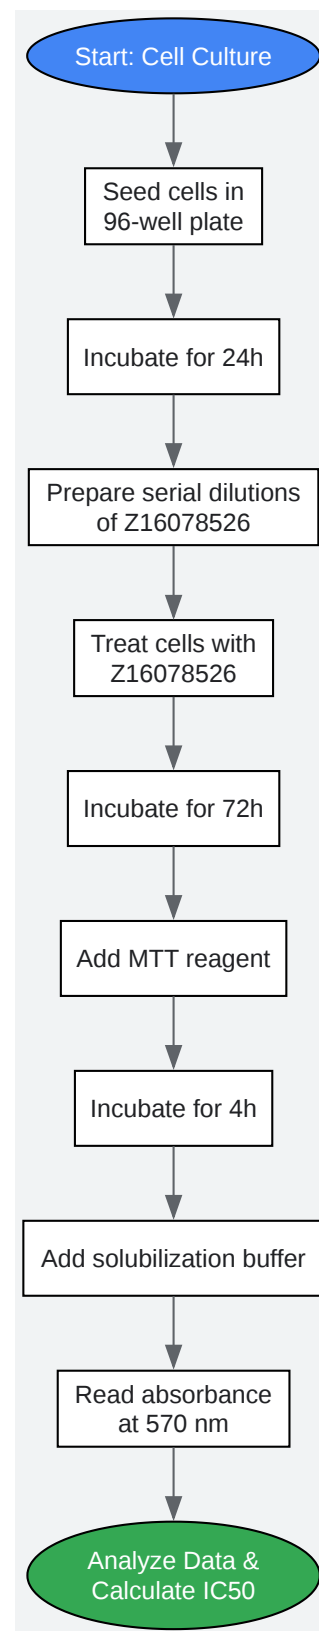 Start: Cell Culture
Seed cells in
96-well plate
Incubate for 24h
Prepare serial dilutions
of Z16078526
Treat cells with
Z16078526
Incubate for 72h
Add MTT reagent
Incubate for 4h
Add solubilization buffer
Read absorbance
at 570 nm
Analyze Data &
Calculate IC50